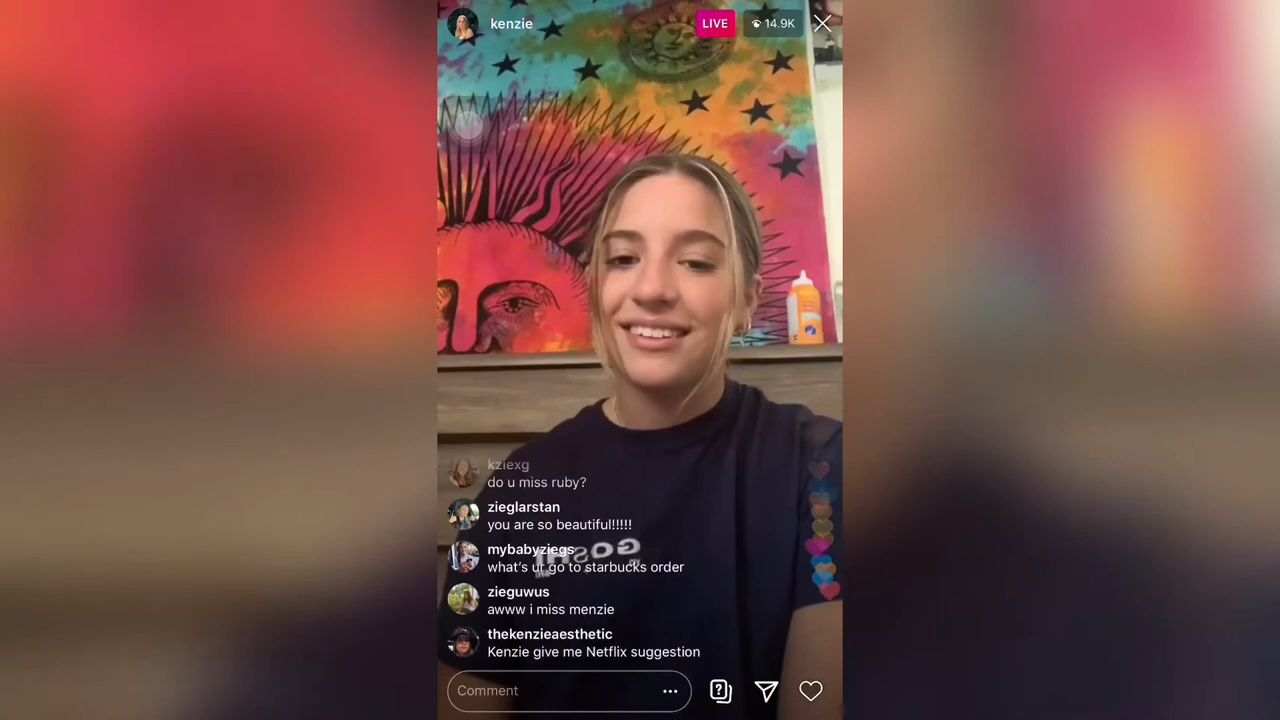 kenzie
LIVE
14.9K
kziexg
do u miss ruby?
zieglarstan
you are so beautiful!!!!!
mybabyziegs
what's ur go to starbucks order
zieguwus
awww i miss menzie
thekenzieaesthetic
Kenzie give me Netflix suggestion
Comment